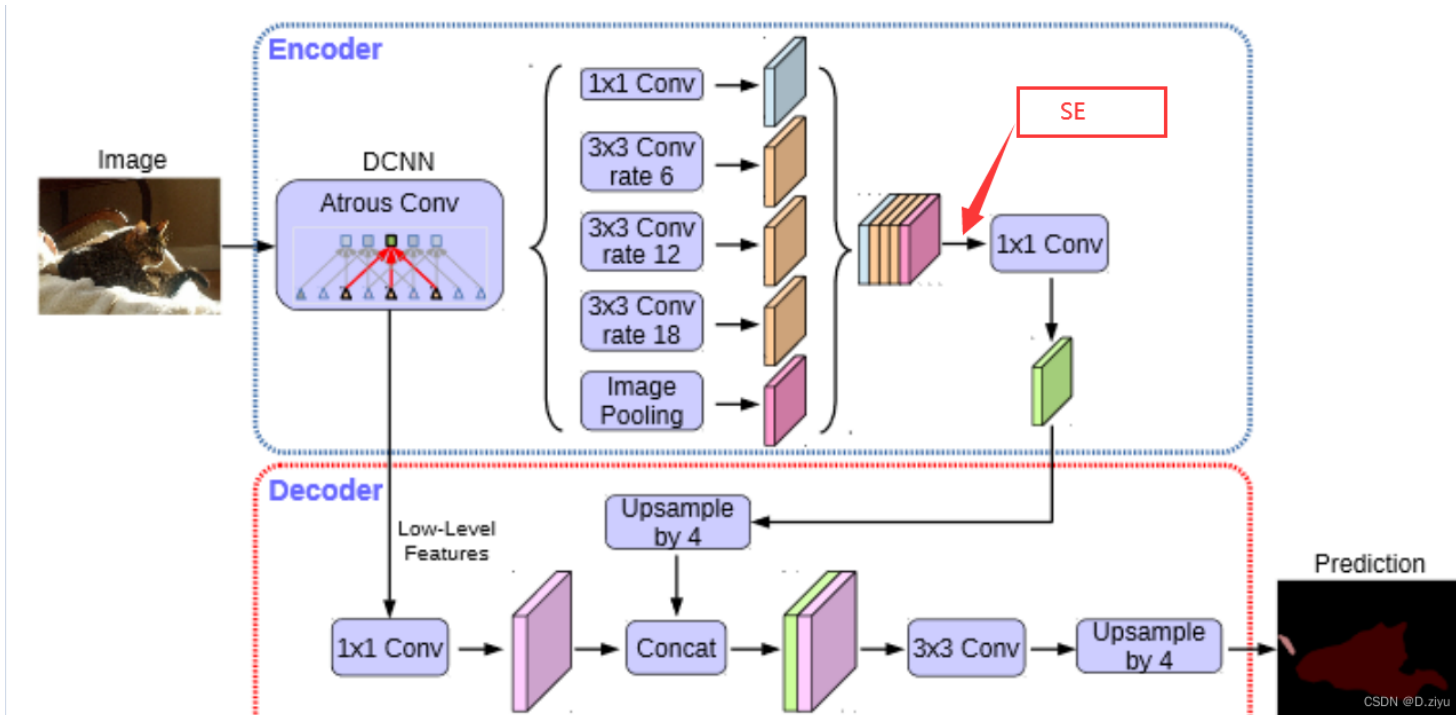 Encoder
Image
DCNN
Atrous Conv
1x1 Conv
3x3 Conv
rate 6
3x3 Conv
rate 12
3x3 Conv
rate 18
Image
Pooling
SE
1x1 Conv
Decoder
Low-Level
Features
Upsample
by 4
1x1 Conv
Concat
3x3 Conv
Upsample
by 4
Prediction
CSDN @D.ziyu